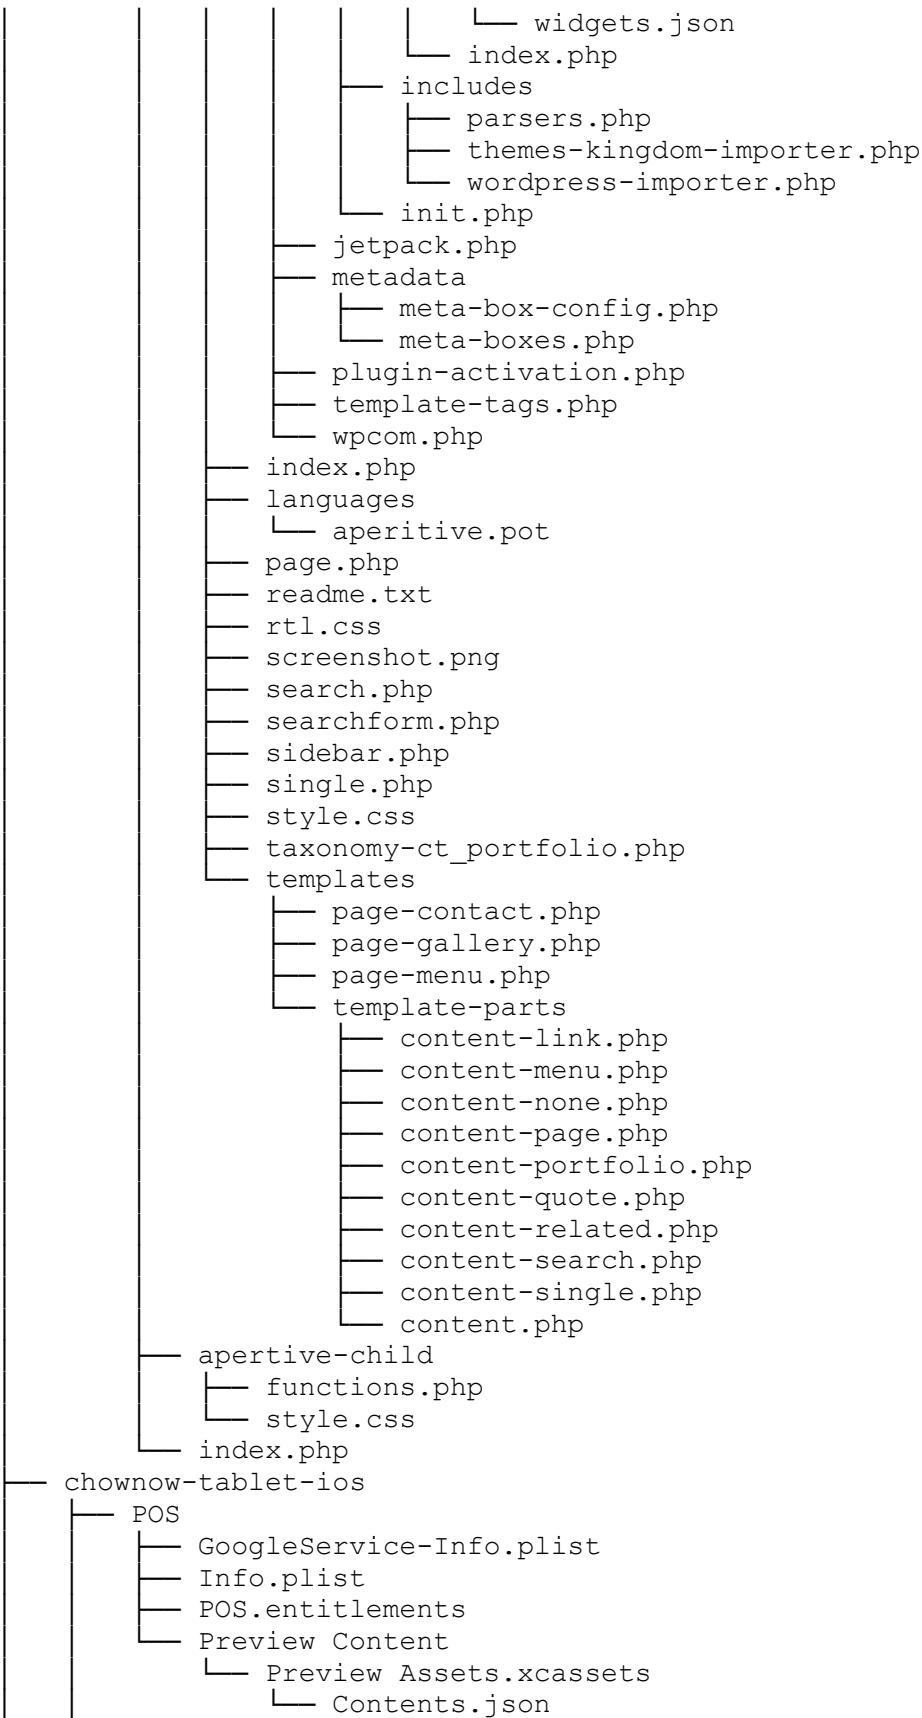 │       │   │   │   │   │   └── widgets.json
│       │   │   │   │   └── index.php
│       │   │   │   ├── includes
│       │   │   │   │   ├── parsers.php
│       │   │   │   │   ├── themes-kingdom-importer.php
│       │   │   │   │   └── wordpress-importer.php
│       │   │   │   └── init.php
│       │   │   ├── jetpack.php
│       │   │   ├── metadata
│       │   │   │   ├── meta-box-config.php
│       │   │   │   └── meta-boxes.php
│       │   │   ├── plugin-activation.php
│       │   │   ├── template-tags.php
│       │   │   └── wpcom.php
│       │   ├── index.php
│       │   ├── languages
│       │   │   └── aperitive.pot
│       │   ├── page.php
│       │   ├── readme.txt
│       │   ├── rtl.css
│       │   ├── screenshot.png
│       │   ├── search.php
│       │   ├── searchform.php
│       │   ├── sidebar.php
│       │   ├── single.php
│       │   ├── style.css
│       │   ├── taxonomy-ct_portfolio.php
│       │   └── templates
│       │       ├── page-contact.php
│       │       ├── page-gallery.php
│       │       ├── page-menu.php
│       │       └── template-parts
│       │           ├── content-link.php
│       │           ├── content-menu.php
│       │           ├── content-none.php
│       │           ├── content-page.php
│       │           ├── content-portfolio.php
│       │           ├── content-quote.php
│       │           ├── content-related.php
│       │           ├── content-search.php
│       │           ├── content-single.php
│       │           └── content.php
│       ├── apertive-child
│       │   ├── functions.php
│       │   └── style.css
│       └── index.php
├── chownow-tablet-ios
│   ├── POS
│   │   ├── GoogleService-Info.plist
│   │   ├── Info.plist
│   │   ├── POS.entitlements
│   │   └── Preview Content
│   │       └── Preview Assets.xcassets
│   │           └── Contents.json